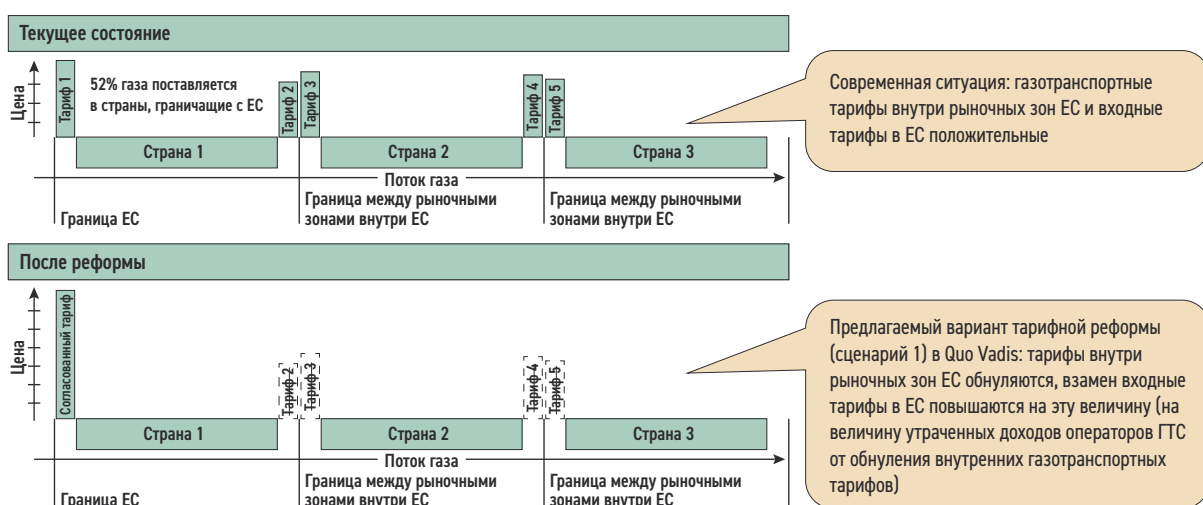 Текущее состояние
Цена
Тариф 1
52% газа поставляется
в страны, граничащие с ЕС
Тариф 2
Тариф 3
Тариф 4
Тариф 5
Страна 1
Страна 2
Страна 3
Поток газа
Граница ЕС
Граница между рыночными
зонами внутри ЕС
Граница между рыночными
зонами внутри ЕС
Современная ситуация: газотранспортные
тарифы внутри рыночных зон ЕС и входные
тарифы в ЕС положительные
После реформы
Цена
Согласованный тариф
Тариф 2
Тариф 3
Тариф 4
Тариф 5
Страна 1
Страна 2
Страна 3
Поток газа
Граница ЕС
Граница между рыночными
зонами внутри ЕС
Граница между рыночными
зонами внутри ЕС
Предлагаемый вариант тарифной реформы
(сценарий 1) в Quo Vadis: тарифы внутри
рыночных зон ЕС обнуляются, взамен входные
тарифы в ЕС повышаются на эту величину (на
величину утраченных доходов операторов ГТС
от обнуления внутренних газотранспортных
тарифов)